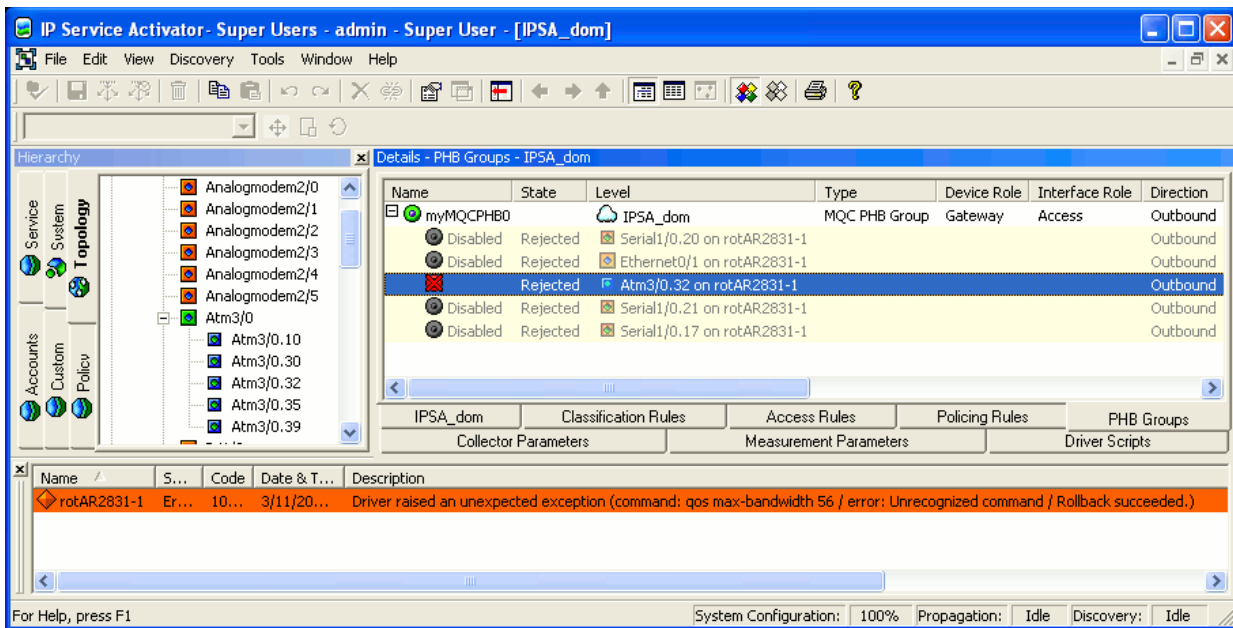 IP Service Activator- Super Users - admin - Super User - [IPSA_dom]
File Edit View Discovery Tools Window Help
Hierarchy
Service
System
Topology
Accounts
Custom
Policy
Analogmodem2/0
Analogmodem2/1
Analogmodem2/2
Analogmodem2/3
Analogmodem2/4
Analogmodem2/5
Atm3/0
Atm3/0.10
Atm3/0.30
Atm3/0.32
Atm3/0.35
Atm3/0.39
Details - PHB Groups - IPSA_dom
Name State Level Type Device Role Interface Role Direction
myMQCPHB0 IPSA_dom MQC PHB Group Gateway Access Outbound
Disabled Rejected Serial1/0.20 on rotAR2831-1 Outbound
Disabled Rejected Ethernet0/1 on rotAR2831-1 Outbound
Rejected Atm3/0.32 on rotAR2831-1 Outbound
Disabled Rejected Serial1/0.21 on rotAR2831-1 Outbound
Disabled Rejected Serial1/0.17 on rotAR2831-1 Outbound
IPSA_dom Classification Rules Access Rules Policing Rules PHB Groups
Collector Parameters Measurement Parameters Driver Scripts
Name S... Code Date & T... Description
rotAR2831-1 Er... 10... 3/11/20... Driver raised an unexpected exception (command: qos max-bandwidth 56 / error: Unrecognized command / Rollback succeeded.)
For Help, press F1 System Configuration: 100% Propagation: Idle Discovery: Idle